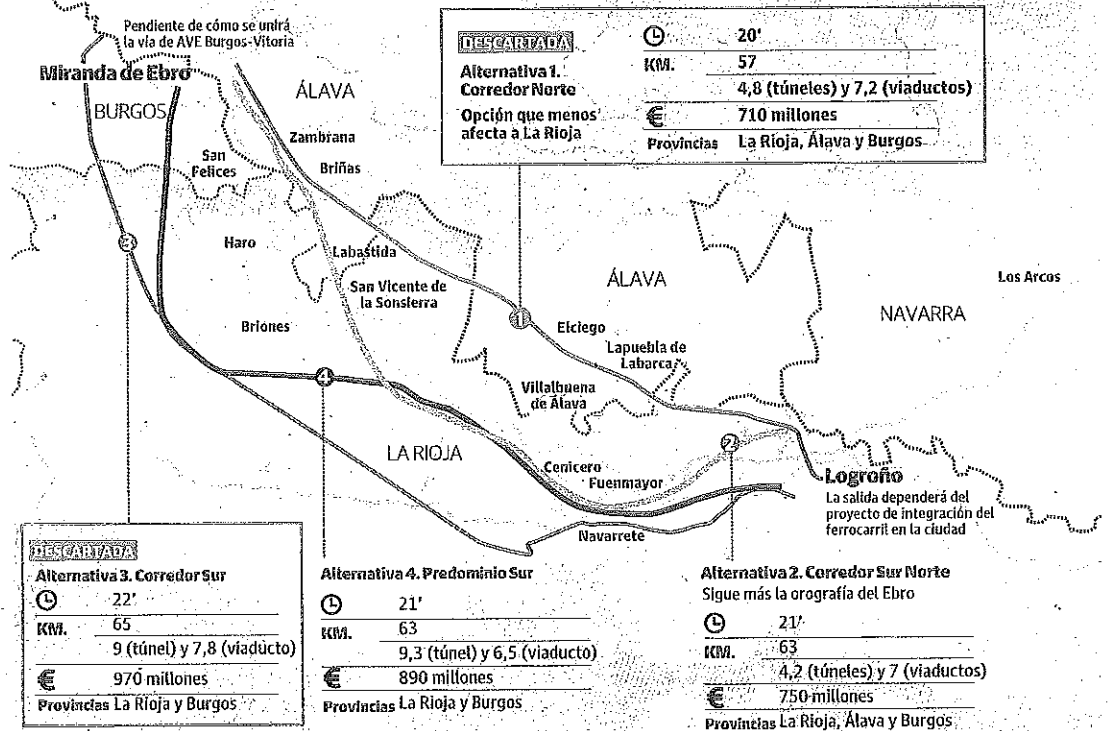 Pendiente de cómo se unirá
la vía de AVE Burgos-Vitoria
Miranda de Ebro
BURGOS
ÁLAVA
Zambrana
San
Felices
Briñas
DESCARTADA
Alternativa 1.
Corredor Norte
Opción que menos
afecta a La Rioja
20'
KM. 57
4,8 (túneles) y 7,2 (viaductos)
€ 710 millones
Provincias La Rioja, Álava y Burgos
3
Haro
Labastida
San Vicente de
la Sonsierra
ÁLAVA
Los Arcos
NAVARRA
1
Briones
Elciego
Lapuebla de
Labarca
4
Villalbuena
de Álava
LA RIOJA
2
Cenicero
Fuenmayor
Navarrete
Logroño
La salida dependerá del
proyecto de integración del
ferrocarril en la ciudad
DESCARTADA
Alternativa 3. Corredor Sur
22'
KM. 65
9 (túnel) y 7,8 (viaducto)
€ 970 millones
Provincias La Rioja y Burgos
Alternativa 4. Predominio Sur
21'
KM. 63
9,3 (túnel) y 6,5 (viaducto)
€ 890 millones
Provincias La Rioja y Burgos
Alternativa 2. Corredor Sur Norte
Sigue más la orografía del Ebro
21'
KM. 63
4,2 (túneles) y 7 (viaductos)
€ 750 millones
Provincias La Rioja, Álava y Burgos